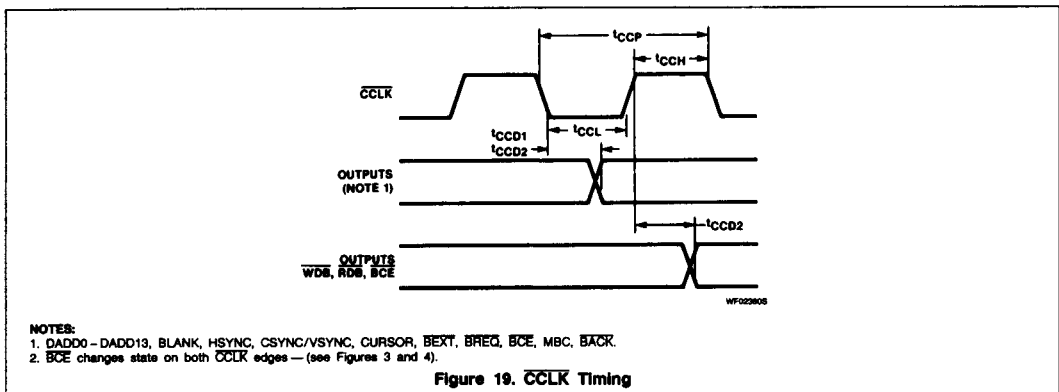 tCCP
tCCH
CCLK
tCCD1
tCCL
tCCD2
OUTPUTS
(NOTE 1)
tCCD2
OUTPUTS
WDB, RDB, BCE
WF02380S
NOTES:
1. DADD0 – DADD13, BLANK, HSYNC, CSYNC/VSYNC, CURSOR, BEXT, BREQ, BCE, MBC, BACK.
2. BCE changes state on both CCLK edges — (see Figures 3 and 4).
Figure 19. CCLK Timing